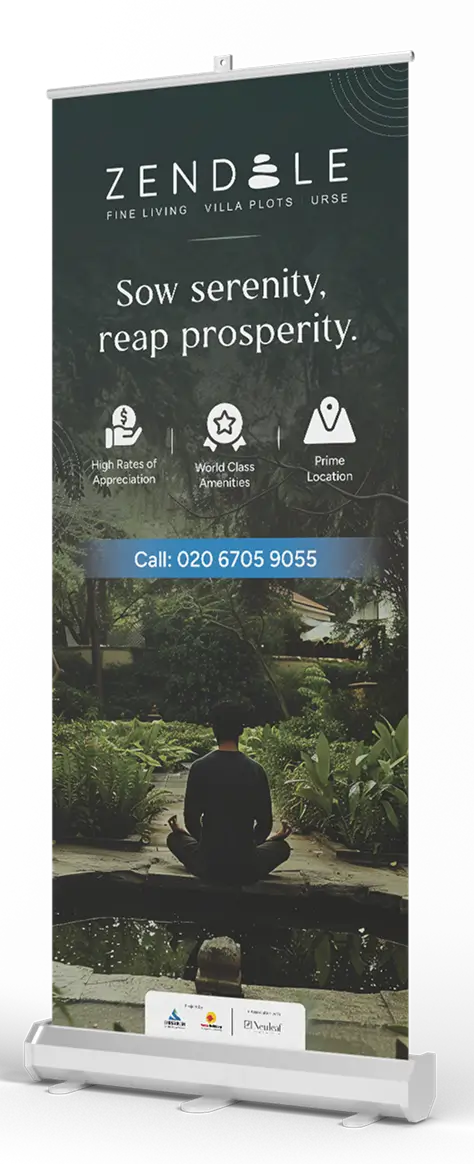 ZENDALE
FINE LIVING VILLA PLOTS URSE
Sow serenity,
reap prosperity.
High Rates of
Appreciation
World Class
Amenities
Prime
Location
Call: 020 6705 9055
Neuleaf